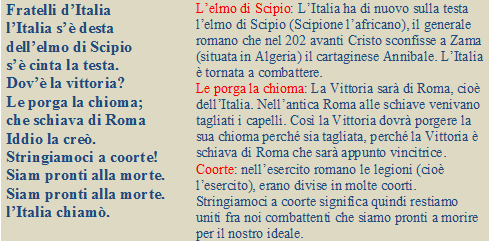 Fratelli d'Italia
l'Italia s'è desta
dell'elmo di Scipio
s'è cinta la testa.
Dov'è la vittoria?
Le porga la chioma;
che schiava di Roma
Iddio la creò.
Stringiamoci a coorte!
Siam pronti alla morte.
Siam pronti alla morte.
l'Italia chiamò.
L'elmo di Scipio: L'Italia ha di nuovo sulla testa
l'elmo di Scipio (Scipione l'africano), il generale
romano che nel 202 avanti Cristo sconfisse a Zama
(situata in Algeria) il cartaginese Annibale. L'Italia
è tornata a combattere.
Le porga la chioma: La Vittoria sarà di Roma, cioè
dell'Italia. Nell'antica Roma alle schiave venivano
tagliati i capelli. Così la Vittoria dovrà porgere la
sua chioma perché sia tagliata, perché la Vittoria è
schiava di Roma che sarà appunto vincitrice.
Coorte: nell'esercito romano le legioni (cioè
l'esercito), erano divise in molte coorti.
Stringiamoci a coorte significa quindi restiamo
uniti fra noi combattenti che siamo pronti a morire
per il nostro ideale.